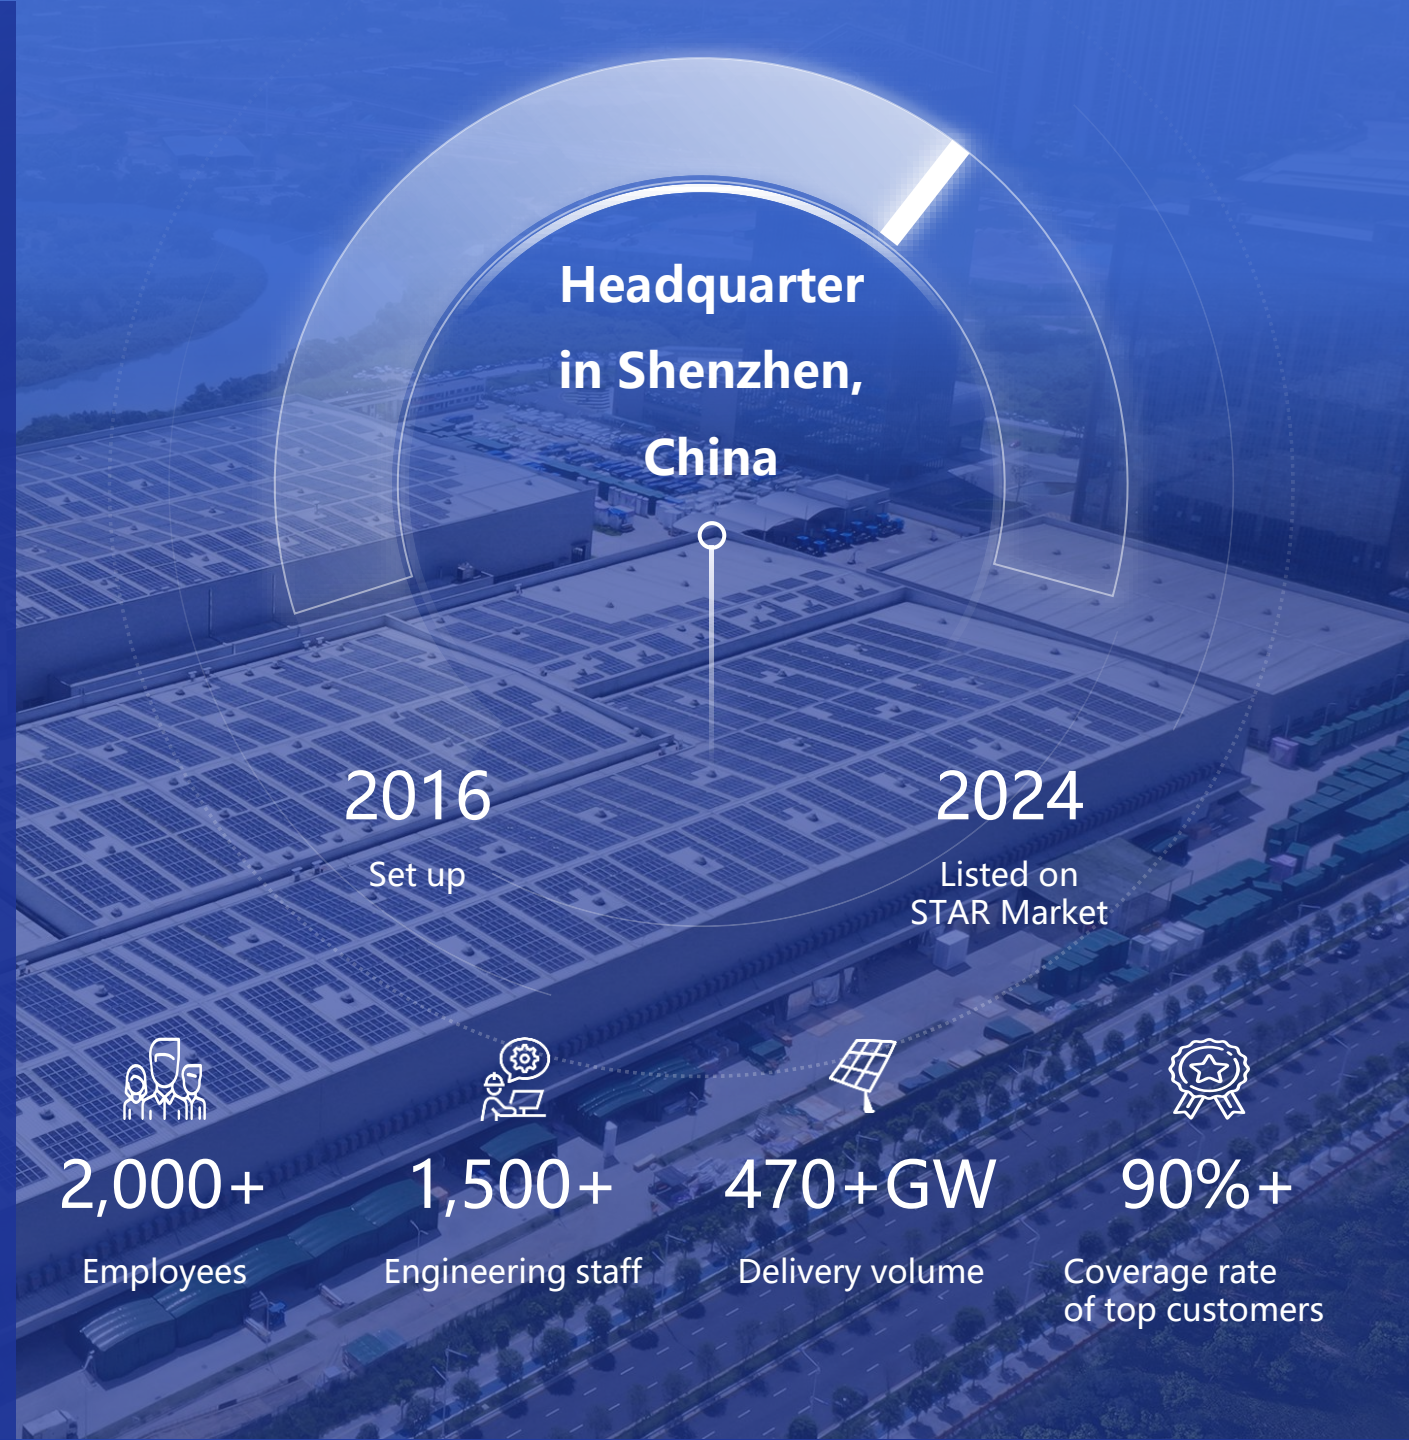 Headquarter
in Shenzhen,
China
2016
Set up
2024
Listed on
STAR Market
2,000+
Employees
1,500+
Engineering staff
470+GW
Delivery volume
90%+
Coverage rate
of top customers